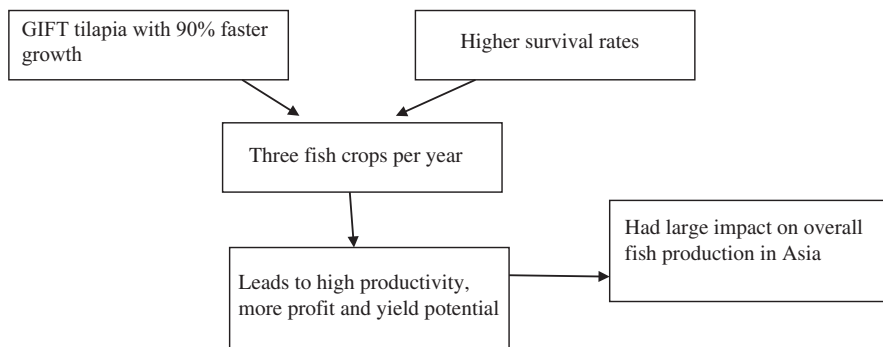 GIFT tilapia with 90% faster
growth
Higher survival rates
Three fish crops per year
Had large impact on overall
fish production in Asia
Leads to high productivity,
more profit and yield potential